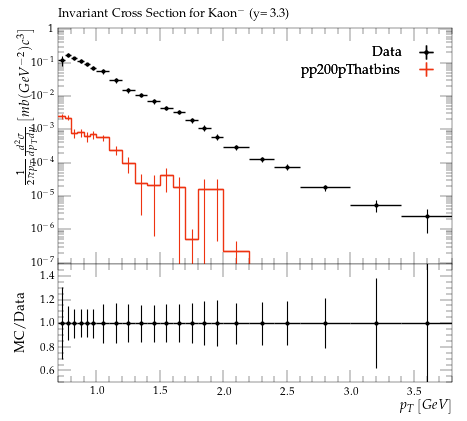 Invariant Cross Section for Kaon⁻ (y= 3.3)
1/(2πp_T) d²σ/(dp_T dy) [mb(GeV⁻²)c³]
Data
pp200pThatbins
1
10⁻¹
10⁻²
10⁻³
10⁻⁴
10⁻⁵
10⁻⁶
10⁻⁷
MC/Data
1.4
1.2
1.0
0.8
0.6
1.0 1.5 2.0 2.5 3.0 3.5
p_T [GeV]